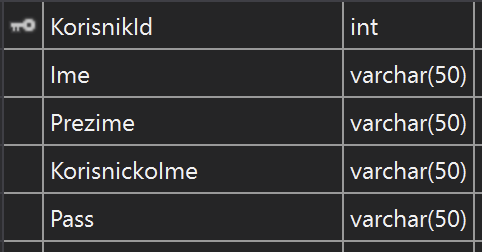 KorisnikId int
Ime varchar(50)
Prezime varchar(50)
KorisnickoIme varchar(50)
Pass varchar(50)